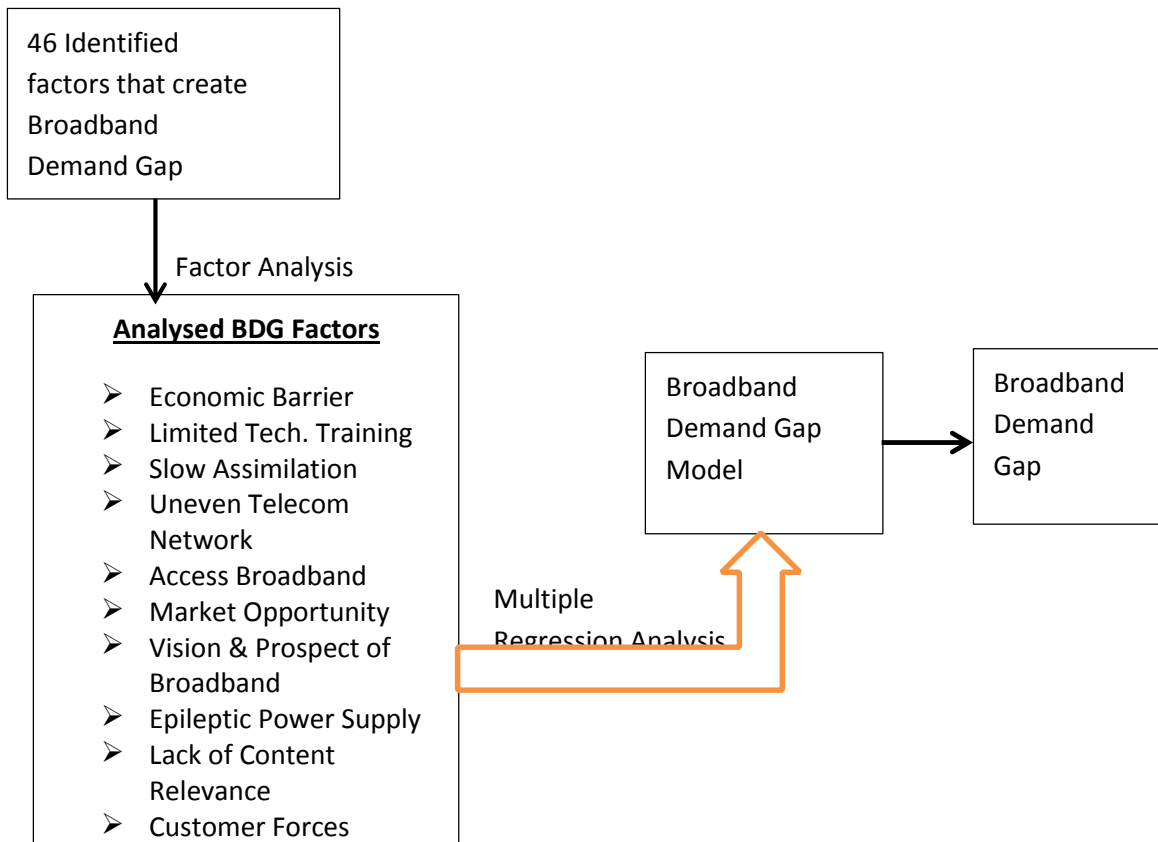 46 Identified
factors that create
Broadband
Demand Gap
Factor Analysis
Analysed BDG Factors
➢ Economic Barrier
➢ Limited Tech. Training
➢ Slow Assimilation
➢ Uneven Telecom
Network
➢ Access Broadband
➢ Market Opportunity
➢ Vision & Prospect of
Broadband
➢ Epileptic Power Supply
➢ Lack of Content
Relevance
➢ Customer Forces
Multiple
Regression Analysis
Broadband
Demand Gap
Model
Broadband
Demand
Gap